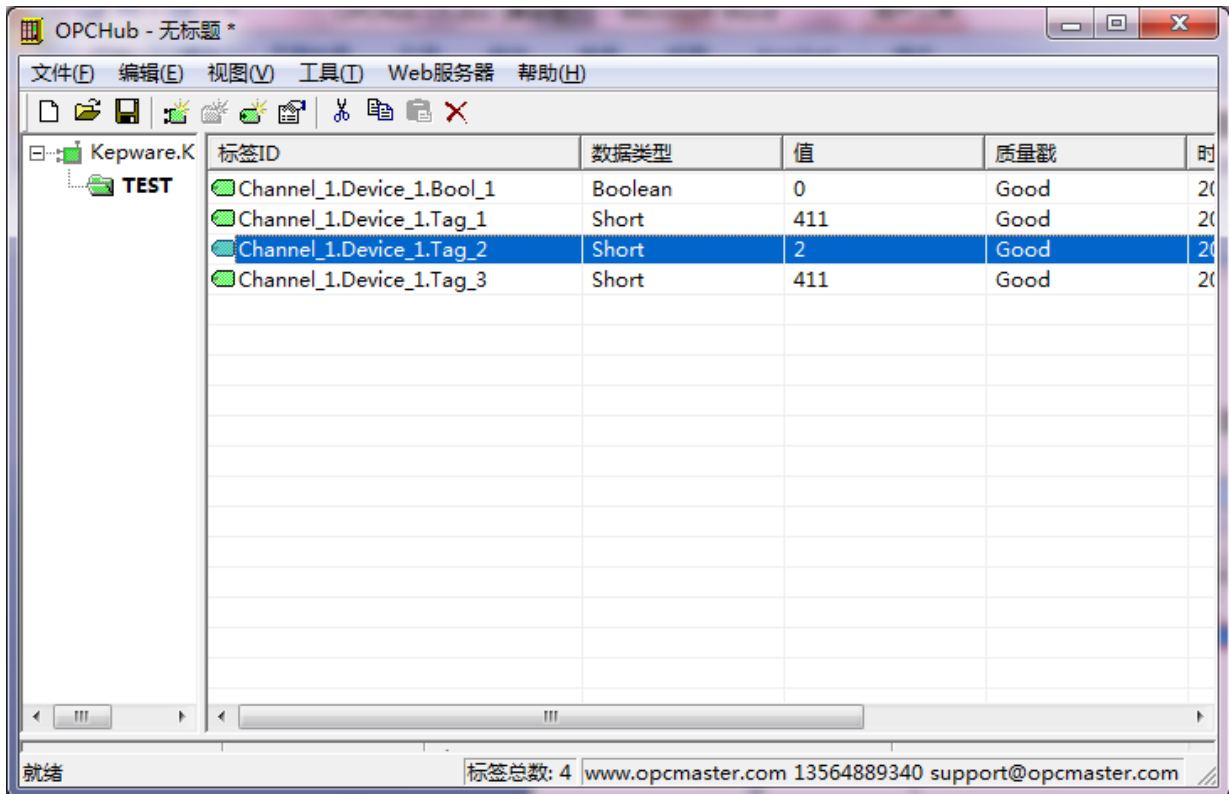 OPCHub - 无标题 *
文件(F) 编辑(E) 视图(V) 工具(T) Web服务器 帮助(H)
Kepware.K
TEST
标签ID 数据类型 值 质量戳 时
Channel_1.Device_1.Bool_1 Boolean 0 Good 20
Channel_1.Device_1.Tag_1 Short 411 Good 20
Channel_1.Device_1.Tag_2 Short 2 Good 20
Channel_1.Device_1.Tag_3 Short 411 Good 20
就绪 标签总数: 4 www.opcmaster.com 13564889340 support@opcmaster.com